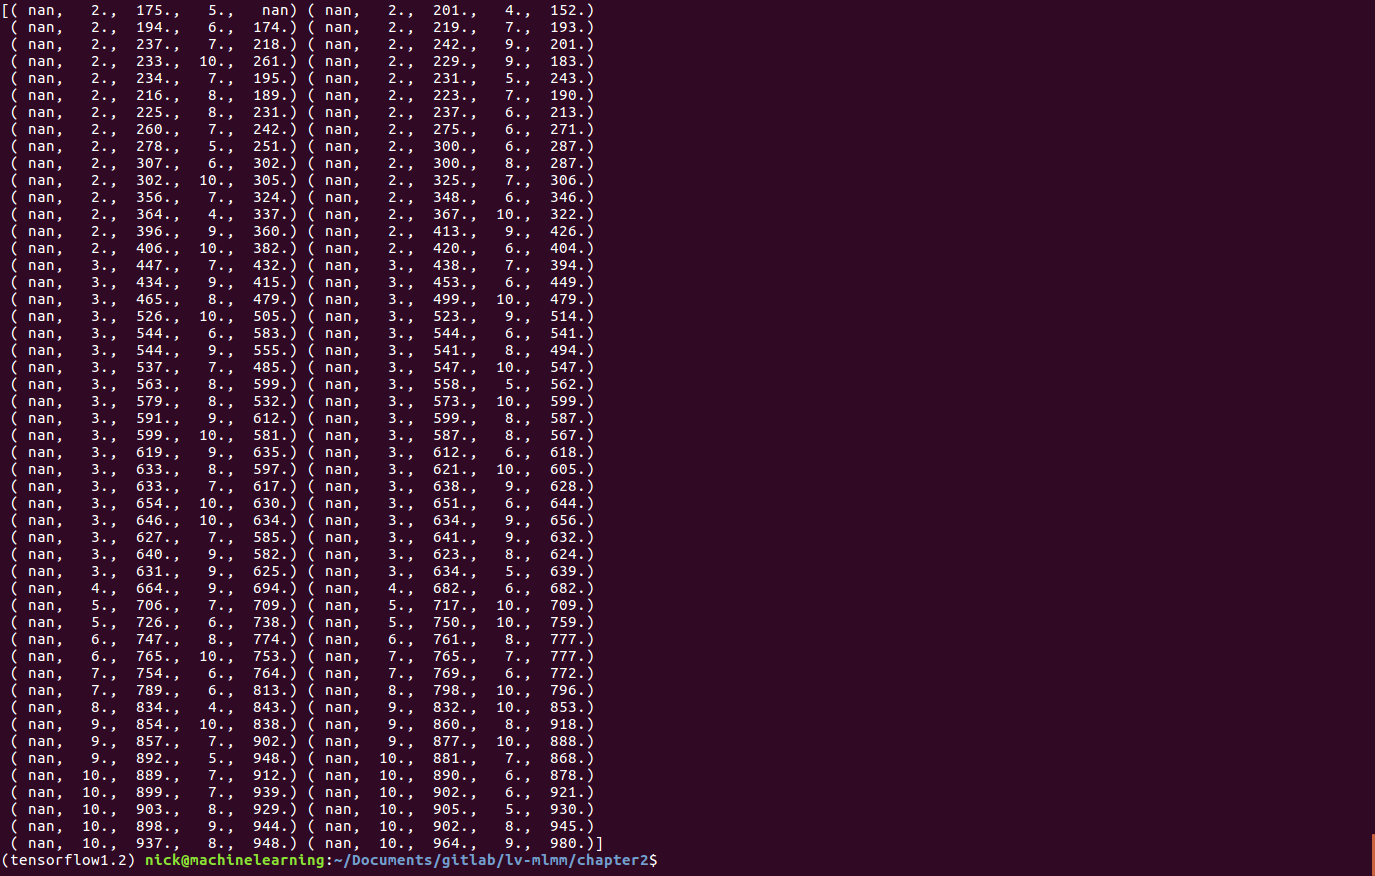 [( nan,   2.,  175.,   5.,   nan) ( nan,   2.,  201.,   4.,  152.)
 ( nan,   2.,  194.,   6.,  174.) ( nan,   2.,  219.,   7.,  193.)
 ( nan,   2.,  237.,   7.,  218.) ( nan,   2.,  242.,   9.,  201.)
 ( nan,   2.,  233.,  10.,  261.) ( nan,   2.,  229.,   9.,  183.)
 ( nan,   2.,  234.,   7.,  195.) ( nan,   2.,  231.,   5.,  243.)
 ( nan,   2.,  216.,   8.,  189.) ( nan,   2.,  223.,   7.,  190.)
 ( nan,   2.,  225.,   8.,  231.) ( nan,   2.,  237.,   6.,  213.)
 ( nan,   2.,  260.,   7.,  242.) ( nan,   2.,  275.,   6.,  271.)
 ( nan,   2.,  278.,   5.,  251.) ( nan,   2.,  300.,   6.,  287.)
 ( nan,   2.,  307.,   6.,  302.) ( nan,   2.,  300.,   8.,  287.)
 ( nan,   2.,  302.,  10.,  305.) ( nan,   2.,  325.,   7.,  306.)
 ( nan,   2.,  356.,   7.,  324.) ( nan,   2.,  348.,   6.,  346.)
 ( nan,   2.,  364.,   4.,  337.) ( nan,   2.,  367.,  10.,  322.)
 ( nan,   2.,  396.,   9.,  360.) ( nan,   2.,  413.,   9.,  426.)
 ( nan,   2.,  406.,  10.,  382.) ( nan,   2.,  420.,   6.,  404.)
 ( nan,   3.,  447.,   7.,  432.) ( nan,   3.,  438.,   7.,  394.)
 ( nan,   3.,  434.,   9.,  415.) ( nan,   3.,  453.,   6.,  449.)
 ( nan,   3.,  465.,   8.,  479.) ( nan,   3.,  499.,  10.,  479.)
 ( nan,   3.,  526.,  10.,  505.) ( nan,   3.,  523.,   9.,  514.)
 ( nan,   3.,  544.,   6.,  583.) ( nan,   3.,  544.,   6.,  541.)
 ( nan,   3.,  544.,   9.,  555.) ( nan,   3.,  541.,   8.,  494.)
 ( nan,   3.,  537.,   7.,  485.) ( nan,   3.,  547.,  10.,  547.)
 ( nan,   3.,  563.,   8.,  599.) ( nan,   3.,  558.,   5.,  562.)
 ( nan,   3.,  579.,   8.,  532.) ( nan,   3.,  573.,  10.,  599.)
 ( nan,   3.,  591.,   9.,  612.) ( nan,   3.,  599.,   8.,  587.)
 ( nan,   3.,  599.,  10.,  581.) ( nan,   3.,  587.,   8.,  567.)
 ( nan,   3.,  619.,   9.,  635.) ( nan,   3.,  612.,   6.,  618.)
 ( nan,   3.,  633.,   8.,  597.) ( nan,   3.,  621.,  10.,  605.)
 ( nan,   3.,  633.,   7.,  617.) ( nan,   3.,  638.,   9.,  628.)
 ( nan,   3.,  654.,  10.,  630.) ( nan,   3.,  651.,   6.,  644.)
 ( nan,   3.,  646.,  10.,  634.) ( nan,   3.,  634.,   9.,  656.)
 ( nan,   3.,  627.,   7.,  585.) ( nan,   3.,  641.,   9.,  632.)
 ( nan,   3.,  640.,   9.,  582.) ( nan,   3.,  623.,   8.,  624.)
 ( nan,   3.,  631.,   9.,  625.) ( nan,   3.,  634.,   5.,  639.)
 ( nan,   4.,  664.,   9.,  694.) ( nan,   4.,  682.,   6.,  682.)
 ( nan,   5.,  706.,   7.,  709.) ( nan,   5.,  717.,  10.,  709.)
 ( nan,   5.,  726.,   6.,  738.) ( nan,   5.,  750.,  10.,  759.)
 ( nan,   6.,  747.,   8.,  774.) ( nan,   6.,  761.,   8.,  777.)
 ( nan,   6.,  765.,  10.,  753.) ( nan,   7.,  765.,   7.,  777.)
 ( nan,   7.,  754.,   6.,  764.) ( nan,   7.,  769.,   6.,  772.)
 ( nan,   7.,  789.,   6.,  813.) ( nan,   8.,  798.,  10.,  796.)
 ( nan,   8.,  834.,   4.,  843.) ( nan,   9.,  832.,  10.,  853.)
 ( nan,   9.,  854.,  10.,  838.) ( nan,   9.,  860.,   8.,  918.)
 ( nan,   9.,  857.,   7.,  902.) ( nan,   9.,  877.,  10.,  888.)
 ( nan,   9.,  892.,   5.,  948.) ( nan,  10.,  881.,   7.,  868.)
 ( nan,  10.,  889.,   7.,  912.) ( nan,  10.,  890.,   6.,  878.)
 ( nan,  10.,  899.,   7.,  939.) ( nan,  10.,  902.,   6.,  921.)
 ( nan,  10.,  903.,   8.,  929.) ( nan,  10.,  905.,   5.,  930.)
 ( nan,  10.,  898.,   9.,  944.) ( nan,  10.,  902.,   8.,  945.)
 ( nan,  10.,  937.,   8.,  948.) ( nan,  10.,  964.,   9.,  980.)]
(tensorflow1.2) nick@machinelearning:~/Documents/gitlab/lv-mlmm/chapter2$